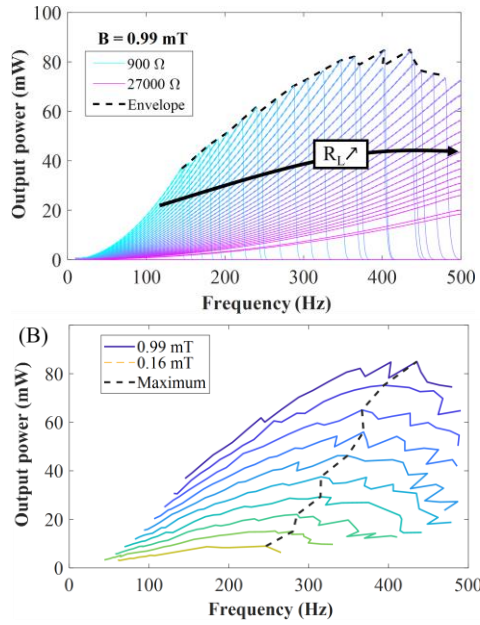 B = 0.99 mT
900 Ω
27000 Ω
Envelope
R_L↗
Output power (mW)
100
80
60
40
20
0
100 200 300 400 500
Frequency (Hz)
(B)
0.99 mT
0.16 mT
Maximum
Output power (mW)
80
60
40
20
0
0 100 200 300 400 500
Frequency (Hz)